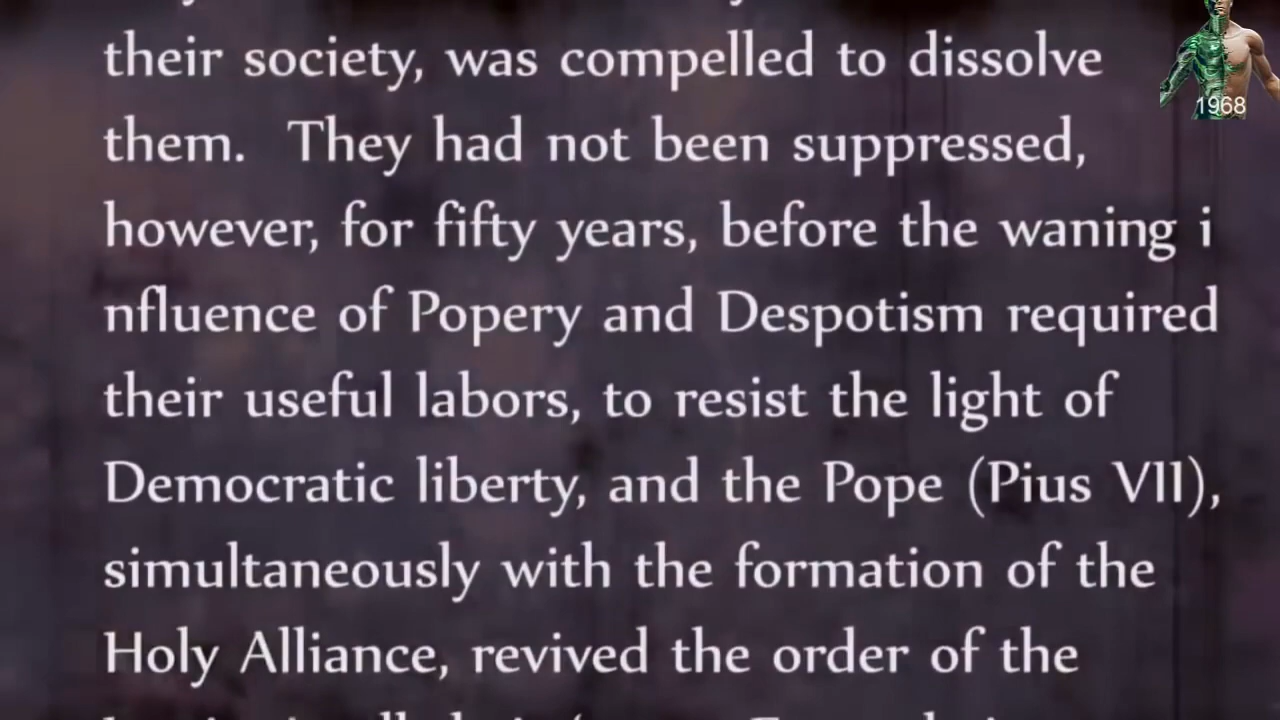 their society, was compelled to dissolve
1968
them.  They had not been suppressed,
however, for fifty years, before the waning i
nfluence of Popery and Despotism required
their useful labors, to resist the light of
Democratic liberty, and the Pope (Pius VII),
simultaneously with the formation of the
Holy Alliance, revived the order of the